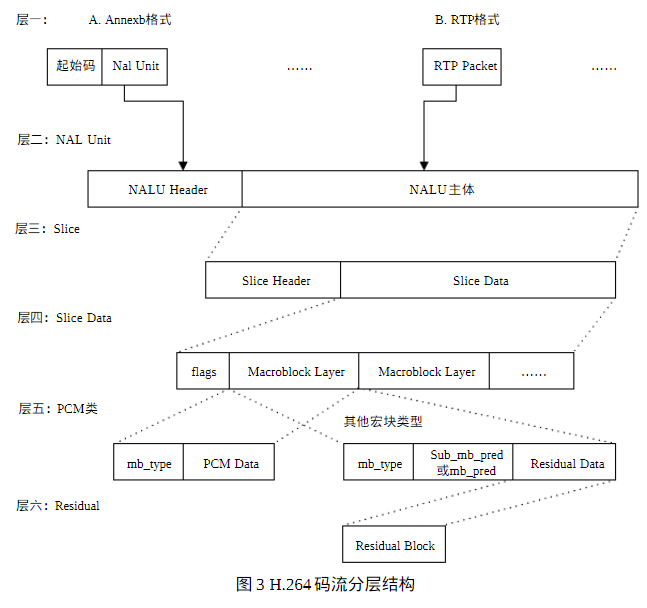 层一： A. Annexb格式 B. RTP格式
起始码 Nal Unit …… RTP Packet ……
层二：NAL Unit
NALU Header NALU主体
层三：Slice
Slice Header Slice Data
层四：Slice Data
flags Macroblock Layer Macroblock Layer ……
层五：PCM类
其他宏块类型
mb_type PCM Data mb_type Sub_mb_pred
或mb_pred Residual Data
层六：Residual
Residual Block
图 3 H.264 码流分层结构